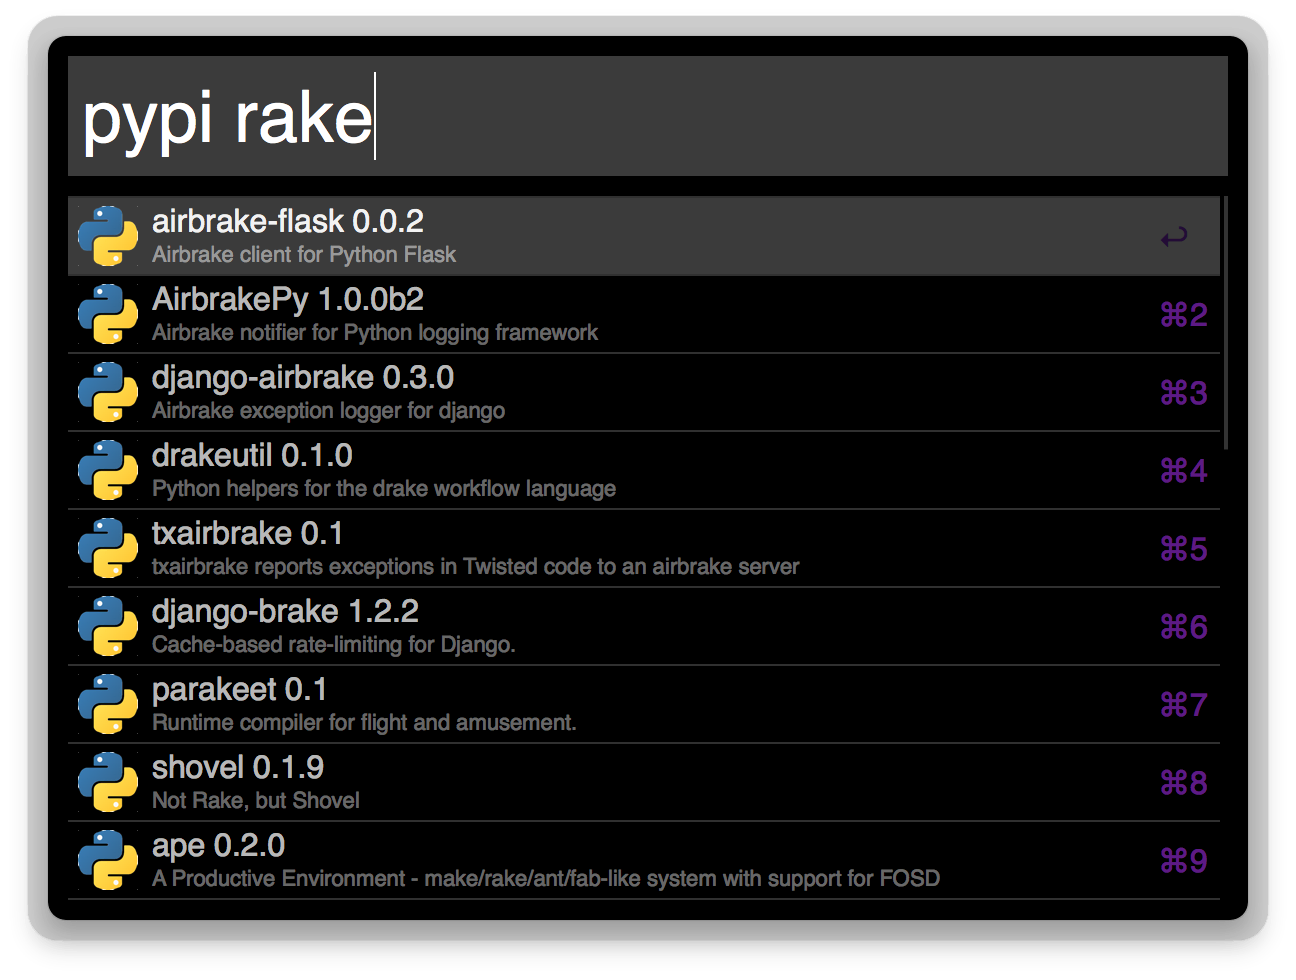 pypi rake
airbrake-flask 0.0.2
Airbrake client for Python Flask
↩
AirbrakePy 1.0.0b2
Airbrake notifier for Python logging framework
⌘2
django-airbrake 0.3.0
Airbrake exception logger for django
⌘3
drakeutil 0.1.0
Python helpers for the drake workflow language
⌘4
txairbrake 0.1
txairbrake reports exceptions in Twisted code to an airbrake server
⌘5
django-brake 1.2.2
Cache-based rate-limiting for Django.
⌘6
parakeet 0.1
Runtime compiler for flight and amusement.
⌘7
shovel 0.1.9
Not Rake, but Shovel
⌘8
ape 0.2.0
A Productive Environment - make/rake/ant/fab-like system with support for FOSD
⌘9